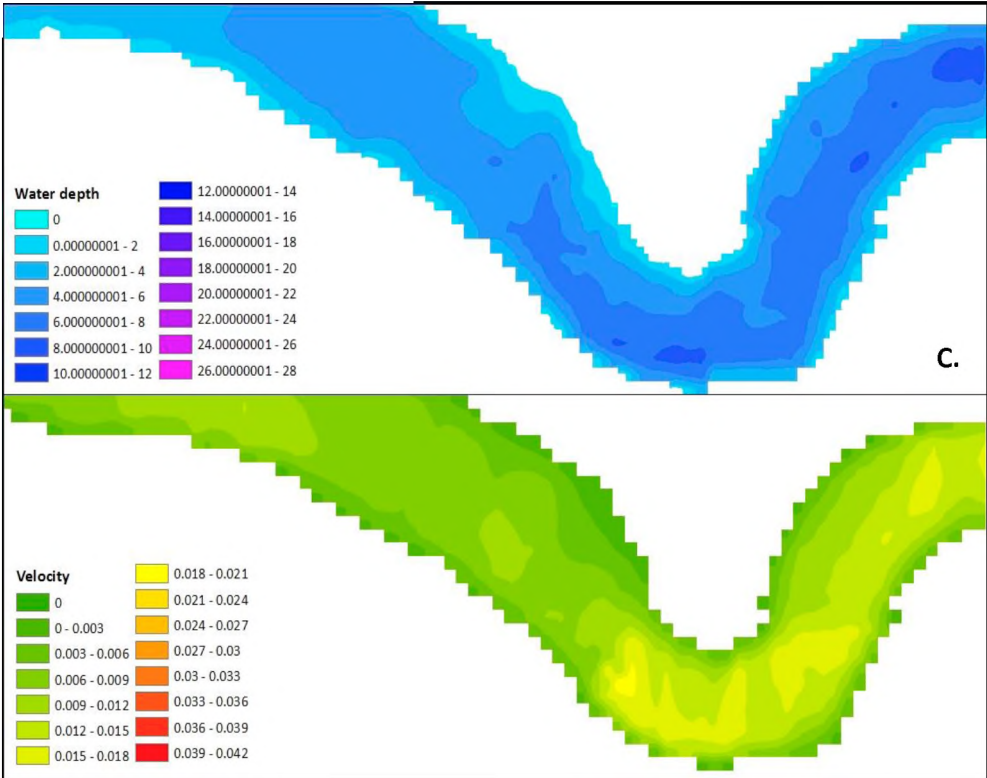 Water depth
0
0.00000001 - 2
2.000000001 - 4
4.000000001 - 6
6.000000001 - 8
8.000000001 - 10
10.00000001 - 12
12.00000001 - 14
14.00000001 - 16
16.00000001 - 18
18.00000001 - 20
20.00000001 - 22
22.00000001 - 24
24.00000001 - 26
26.00000001 - 28
C.
Velocity
0
0 - 0.003
0.003 - 0.006
0.006 - 0.009
0.009 - 0.012
0.012 - 0.015
0.015 - 0.018
0.018 - 0.021
0.021 - 0.024
0.024 - 0.027
0.027 - 0.03
0.03 - 0.033
0.033 - 0.036
0.036 - 0.039
0.039 - 0.042